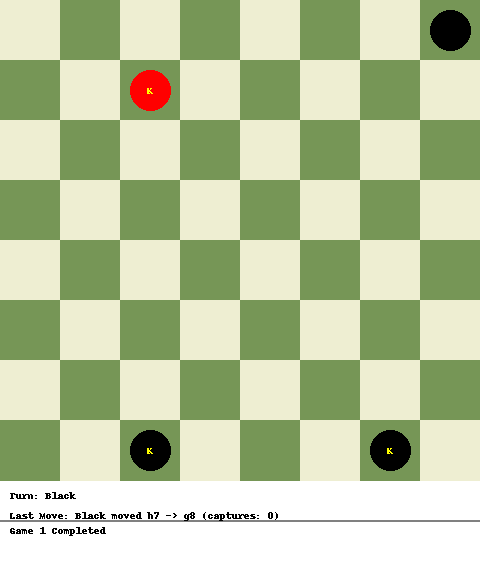 K
K
K
Turn: Black
Last Move: Black moved h7 -> g8 (captures: 0)
Game 1 Completed